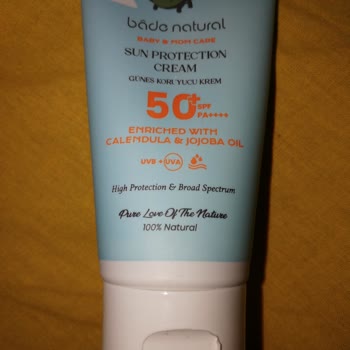 bâde natural
BABY & MOM CARE
SUN PROTECTION
CREAM
GÜNEŞ KORUYUCU KREM
50+ SPF
PA++++
ENRICHED WITH
CALENDULA & JOJOBA OIL
UVB + UVA
High Protection & Broad Spectrum
Pure Love Of The Nature
100% Natural